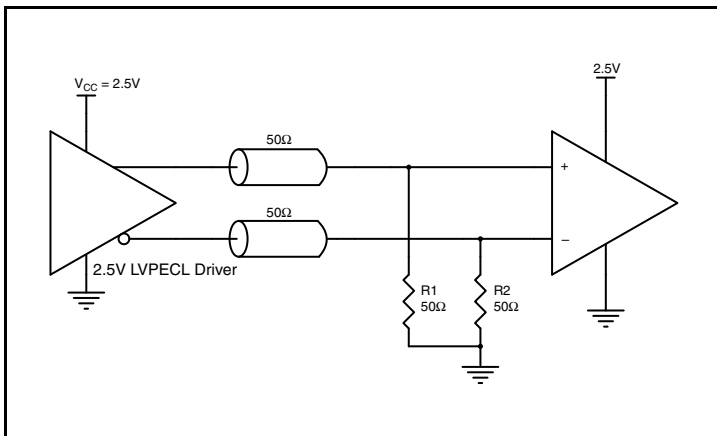 V_CC = 2.5V
2.5V
50Ω
+
50Ω
–
2.5V LVPECL Driver
R1
50Ω
R2
50Ω